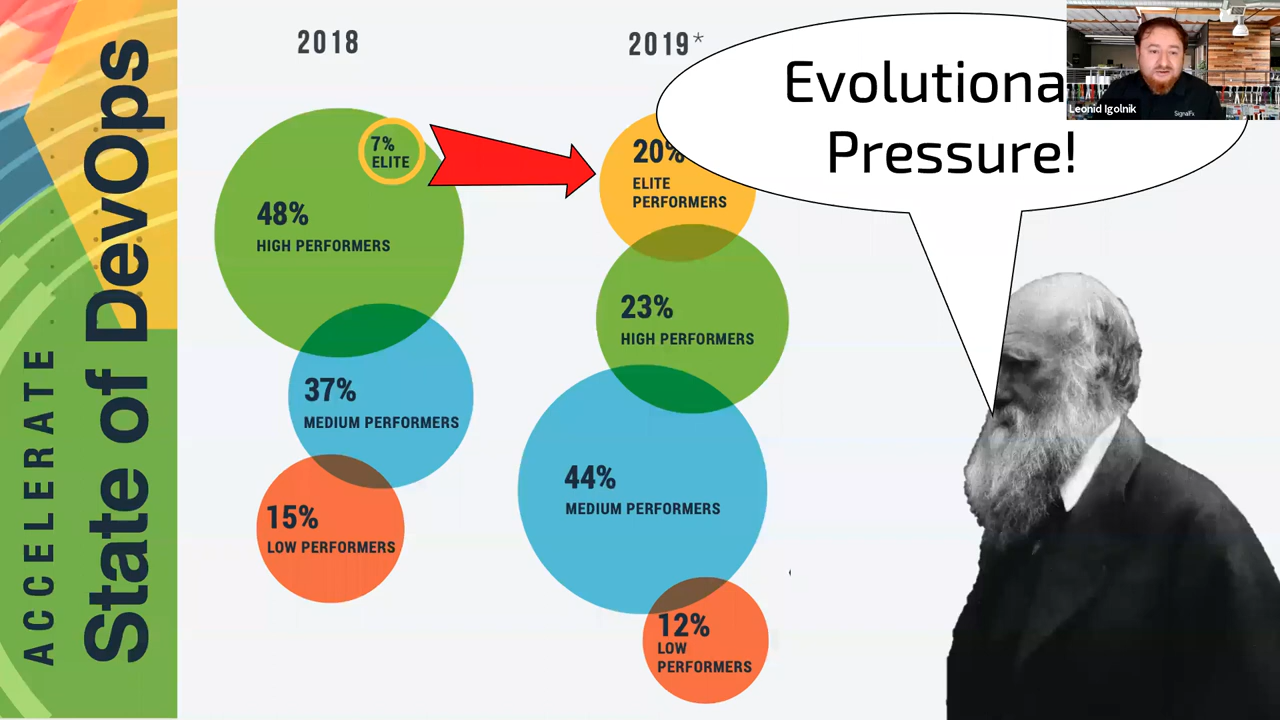 ACCELERATE
State of DevOps
2018
7%
ELITE
48%
HIGH PERFORMERS
37%
MEDIUM PERFORMERS
15%
LOW PERFORMERS
2019*
20%
ELITE
PERFORMERS
23%
HIGH PERFORMERS
44%
MEDIUM PERFORMERS
12%
LOW
PERFORMERS
Evolutiona
Pressure!
Leonid Igolnik
SignalFx